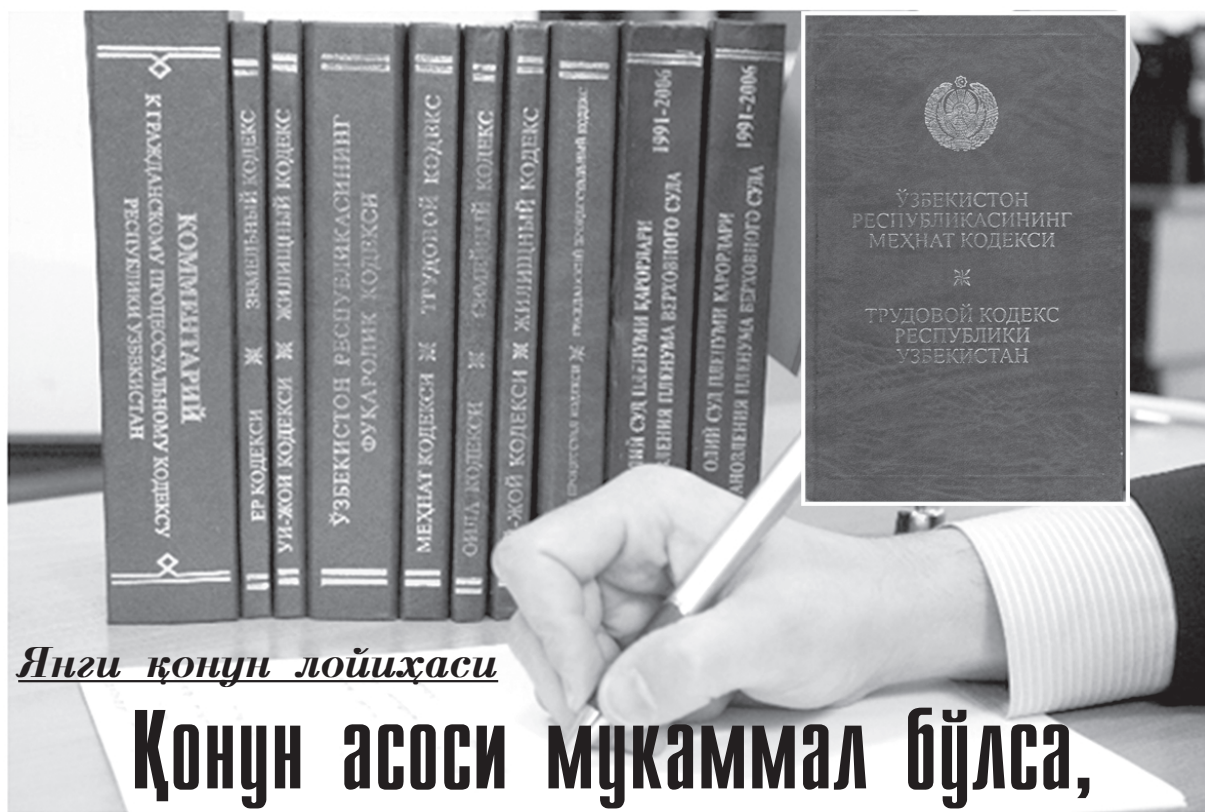 КОММЕНТАРИЙ
К ГРАЖДАНСКОМУ ПРОЦЕССУАЛЬНОМУ КОДЕКСУ
РЕСПУБЛИКИ УЗБЕКИСТАН
ЕР КОДЕКСИ ЗЕМЕЛЬНЫЙ КОДЕКС
УЙ-ЖОЙ КОДЕКСИ ЖИЛИЩНЫЙ КОДЕКС
ЎЗБЕКИСТОН РЕСПУБЛИКАСИНИНГ
ФУҚАРОЛИК КОДЕКСИ
МЕҲНАТ КОДЕКСИ ТРУДОВОЙ КОДЕКС
ОИЛА КОДЕКСИ СЕМЕЙНЫЙ КОДЕКС
-ЖОЙ КОДЕКСИ ЖИЛИЩНЫЙ КОДЕКС
СУД ПЛЕНУМИ ҚАРОРЛАРИ 1991-2006
ПЛЕНУМА ВЕРХОВНОГО СУДА
ОЛИЙ СУД ПЛЕНУМИ ҚАРОРЛАРИ 1991-2006
АНОВЛЕНИЯ ПЛЕНУМА ВЕРХОВНОГО СУДА
ЎЗБЕКИСТОН
РЕСПУБЛИКАСИНИНГ
МЕҲНАТ КОДЕКСИ
ТРУДОВОЙ КОДЕКС
РЕСПУБЛИКИ
УЗБЕКИСТАН
Янги қонун лойиҳаси
Қонун асоси мукаммал бўлса,